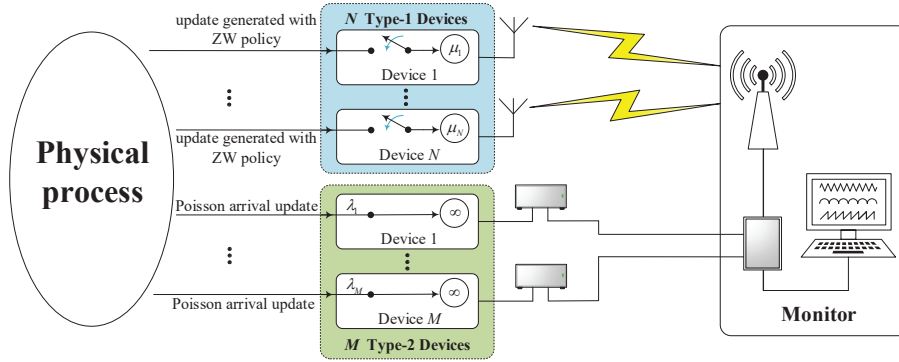 update generated with
ZW policy
N Type-1 Devices
μ1
Device 1
update generated with
ZW policy
μN
Device N
Physical
process
Poisson arrival update
λ1
∞
Device 1
Poisson arrival update
λM
∞
Device M
M Type-2 Devices
Monitor